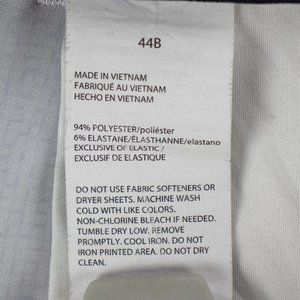 44B
MADE IN VIETNAM
FABRIQUÉ AU VIETNAM
HECHO EN VIETNAM
94% POLYESTER/poliéster
6% ELASTANE/ÉLASTHANNE/elastano
EXCLUSIVE OF ELASTIC /
EXCLUSIF DE ELASTIQUE
DO NOT USE FABRIC SOFTENERS OR
DRYER SHEETS. MACHINE WASH
COLD WITH LIKE COLORS.
NON-CHLORINE BLEACH IF NEEDED.
TUMBLE DRY LOW. REMOVE
PROMPTLY. COOL IRON. DO NOT
IRON PRINTED AREA. DO NOT DRY
CLEAN.